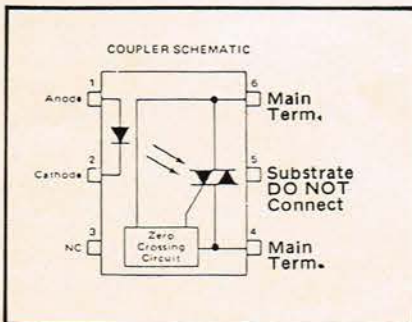 COUPLER SCHEMATIC
1
Anode
6
Main
Term.
2
Cathode
5
Substrate
DO NOT
Connect
3
NC
Zero
Crossing
Circuit
4
Main
Term.